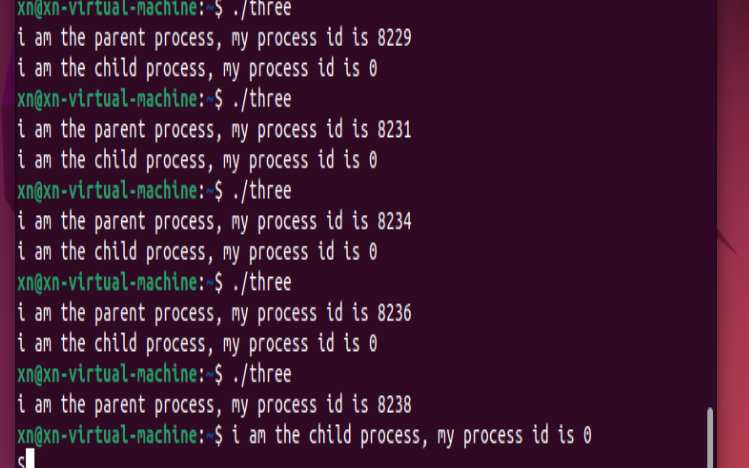 xn@xn-virtual-machine:~$ ./three
i am the parent process, my process id is 8229
i am the child process, my process id is 0
xn@xn-virtual-machine:~$ ./three
i am the parent process, my process id is 8231
i am the child process, my process id is 0
xn@xn-virtual-machine:~$ ./three
i am the parent process, my process id is 8234
i am the child process, my process id is 0
xn@xn-virtual-machine:~$ ./three
i am the parent process, my process id is 8236
i am the child process, my process id is 0
xn@xn-virtual-machine:~$ ./three
i am the parent process, my process id is 8238
xn@xn-virtual-machine:~$ i am the child process, my process id is 0
s